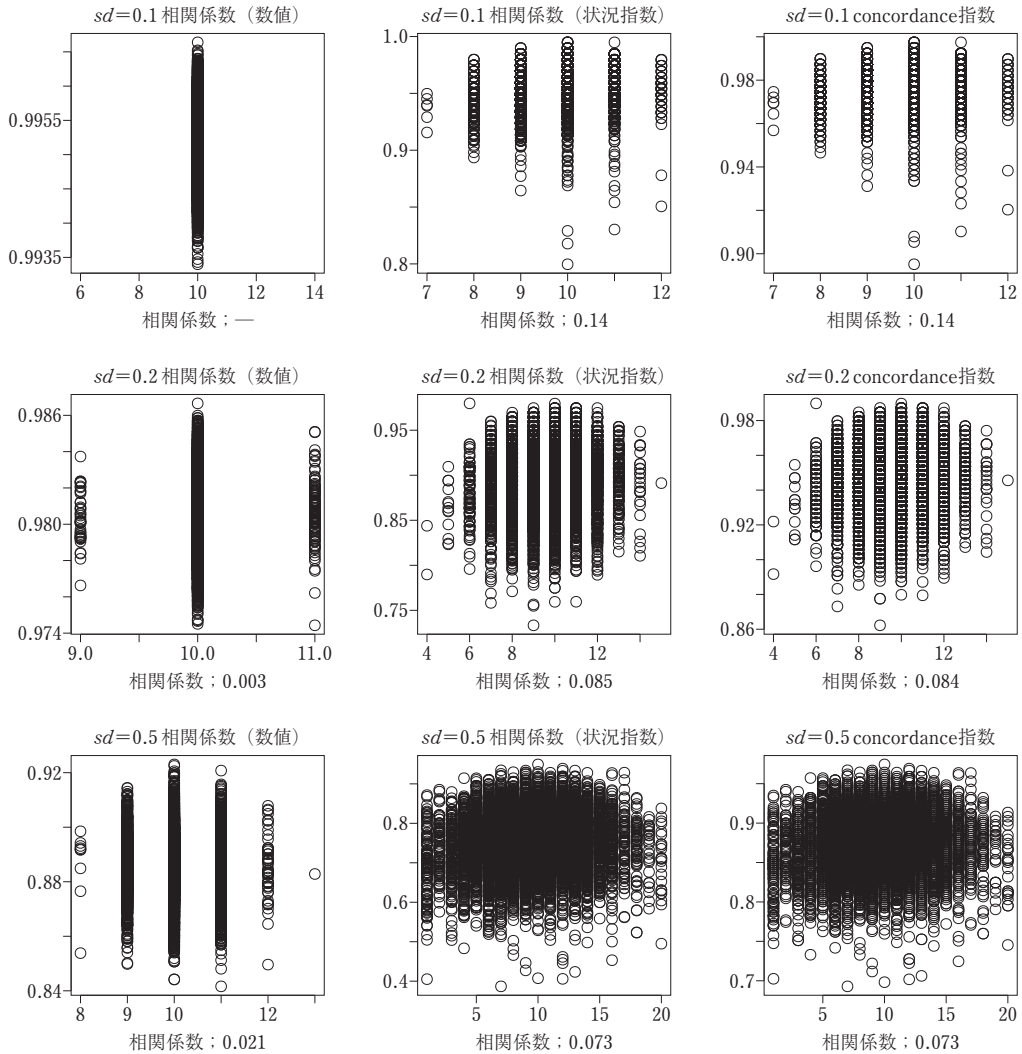 sd=0.1 相関係数（数値）
0.9955
0.9935
6 8 10 12 14
相関係数；―
sd=0.1 相関係数（状況指数）
1.0
0.9
0.8
7 8 9 10 11 12
相関係数；0.14
sd=0.1 concordance指数
0.98
0.94
0.90
7 8 9 10 11 12
相関係数；0.14
sd=0.2 相関係数（数値）
0.986
0.980
0.974
9.0 10.0 11.0
相関係数；0.003
sd=0.2 相関係数（状況指数）
0.95
0.85
0.75
4 6 8 12
相関係数；0.085
sd=0.2 concordance指数
0.98
0.92
0.86
4 6 8 12
相関係数；0.084
sd=0.5 相関係数（数値）
0.92
0.88
0.84
8 9 10 11 12
相関係数；0.021
sd=0.5 相関係数（状況指数）
0.8
0.6
0.4
5 10 15 20
相関係数；0.073
sd=0.5 concordance指数
0.9
0.8
0.7
5 10 15 20
相関係数；0.073